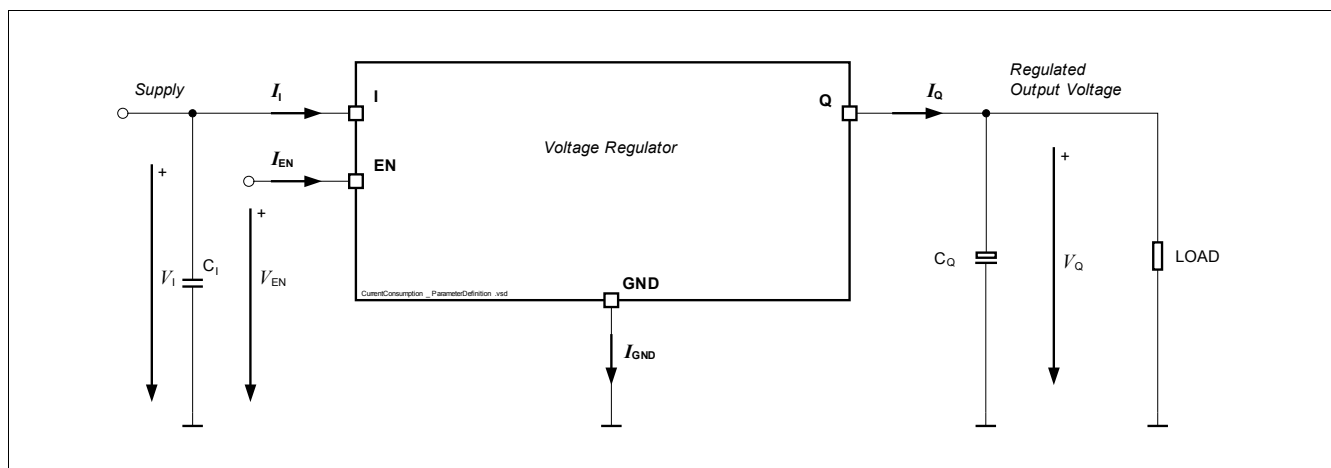 Supply
I_I
I
I_EN
EN
Voltage Regulator
Q
I_Q
Regulated
Output Voltage
+
+
+
V_I
C_I
V_EN
CurrentConsumption _ ParameterDefinition .vsd
GND
I_GND
C_Q
V_Q
LOAD